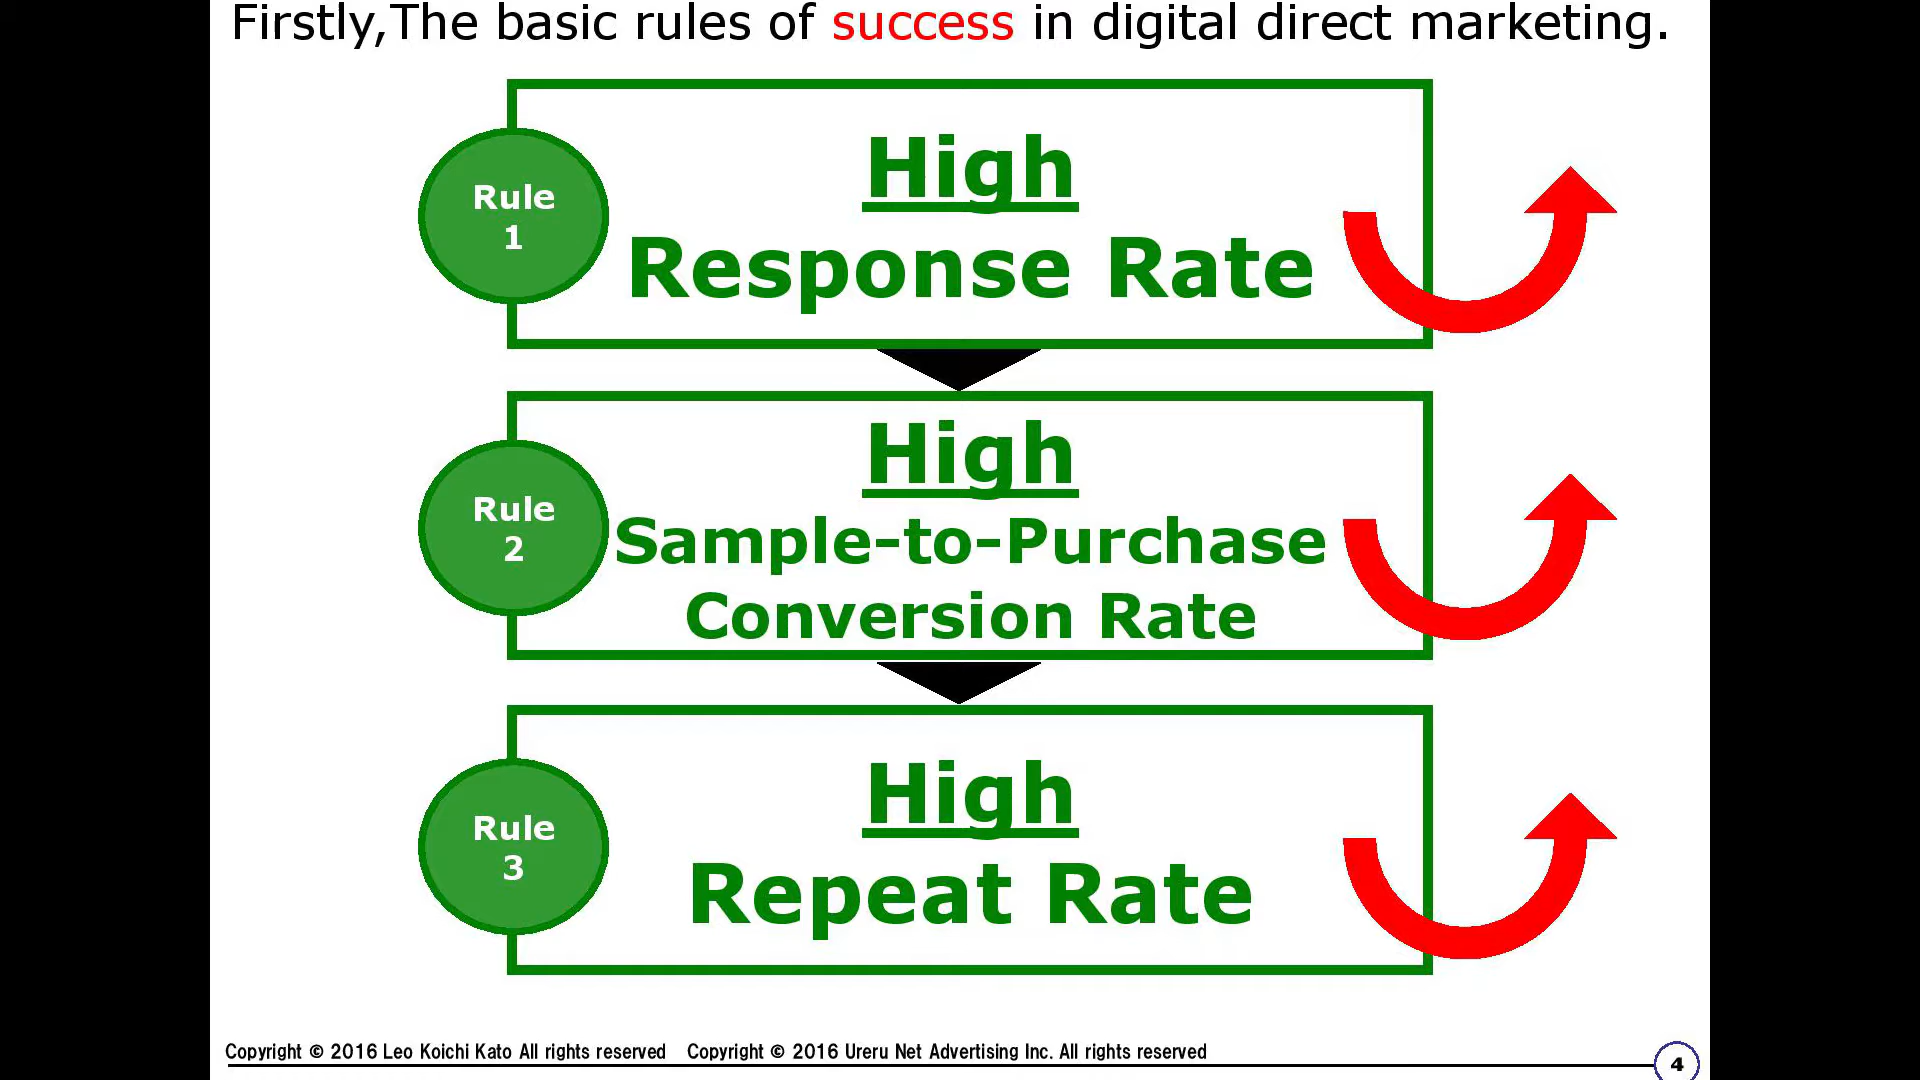 Firstly,The basic rules of success in digital direct marketing.
Rule
1
High
Response Rate
Rule
2
High
Sample-to-Purchase
Conversion Rate
Rule
3
High
Repeat Rate
Copyright © 2016 Leo Koichi Kato All rights reserved Copyright © 2016 Ureru Net Advertising Inc. All rights reserved
4